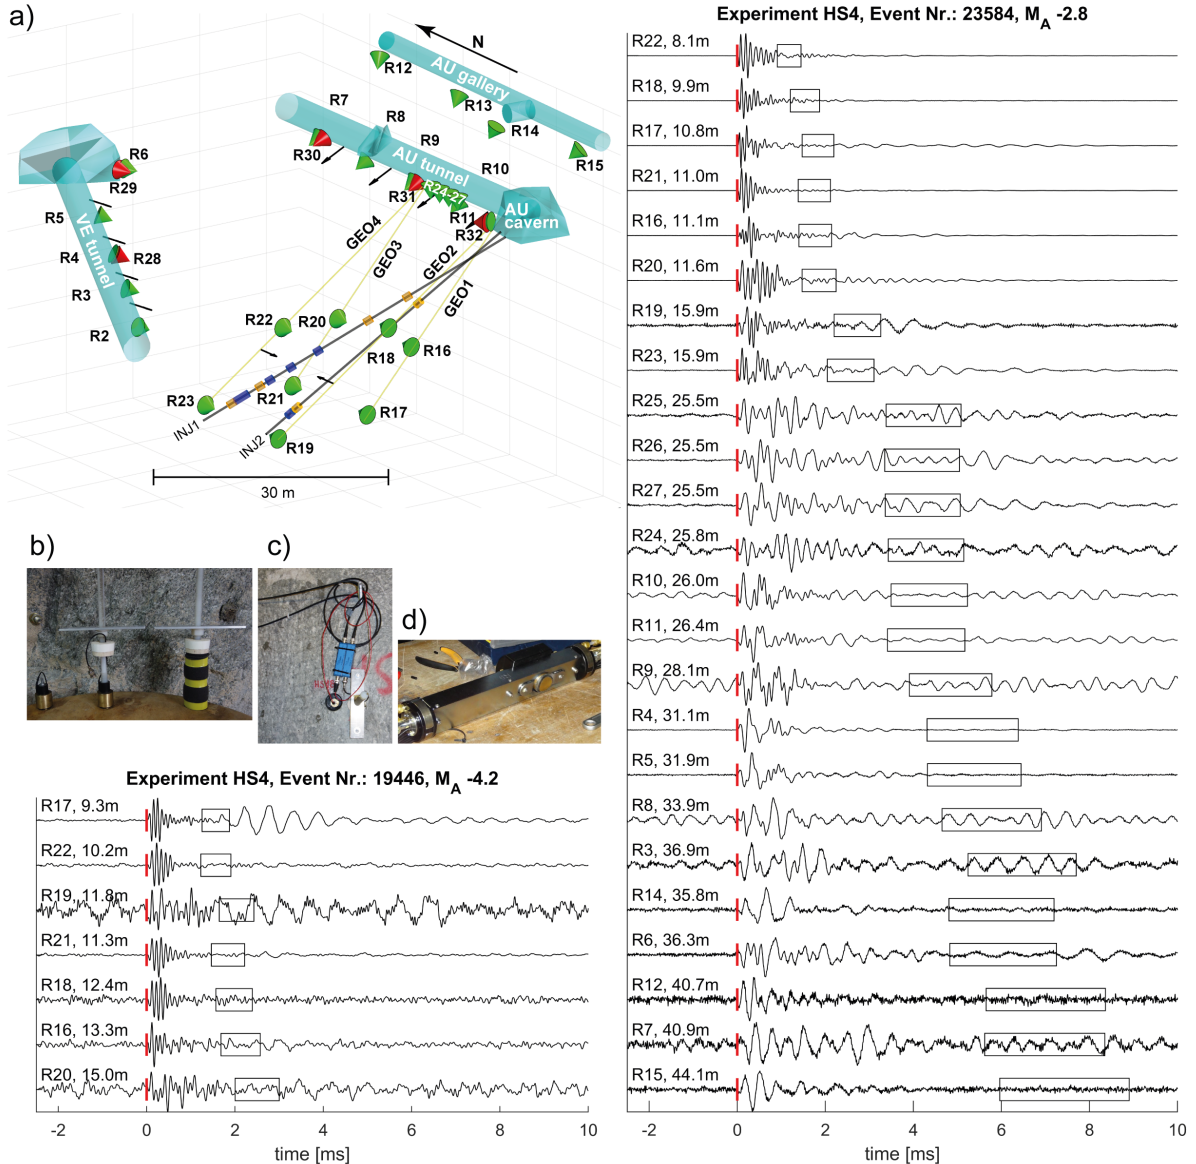 a)
N
R12
AU gallery
R13
R14
R15
R7
R8
R9
R10
R30
AU tunnel
R31
R24-27
R11
R32
AU
cavern
R6
R29
R5
VE tunnel
R4
R28
R3
R2
GEO4
GEO3
GEO2
GEO1
R22
R20
R18
R16
R23
R21
R17
R19
INJ1
INJ2
30 m
b)
c)
d)
Experiment HS4, Event Nr.: 19446, M_A -4.2
R17, 9.3m
R22, 10.2m
R19, 11.8m
R21, 11.3m
R18, 12.4m
R16, 13.3m
R20, 15.0m
-2 0 2 4 6 8 10
time [ms]
Experiment HS4, Event Nr.: 23584, M_A -2.8
R22, 8.1m
R18, 9.9m
R17, 10.8m
R21, 11.0m
R16, 11.1m
R20, 11.6m
R19, 15.9m
R23, 15.9m
R25, 25.5m
R26, 25.5m
R27, 25.5m
R24, 25.8m
R10, 26.0m
R11, 26.4m
R9, 28.1m
R4, 31.1m
R5, 31.9m
R8, 33.9m
R3, 36.9m
R14, 35.8m
R6, 36.3m
R12, 40.7m
R7, 40.9m
R15, 44.1m
-2 0 2 4 6 8 10
time [ms]